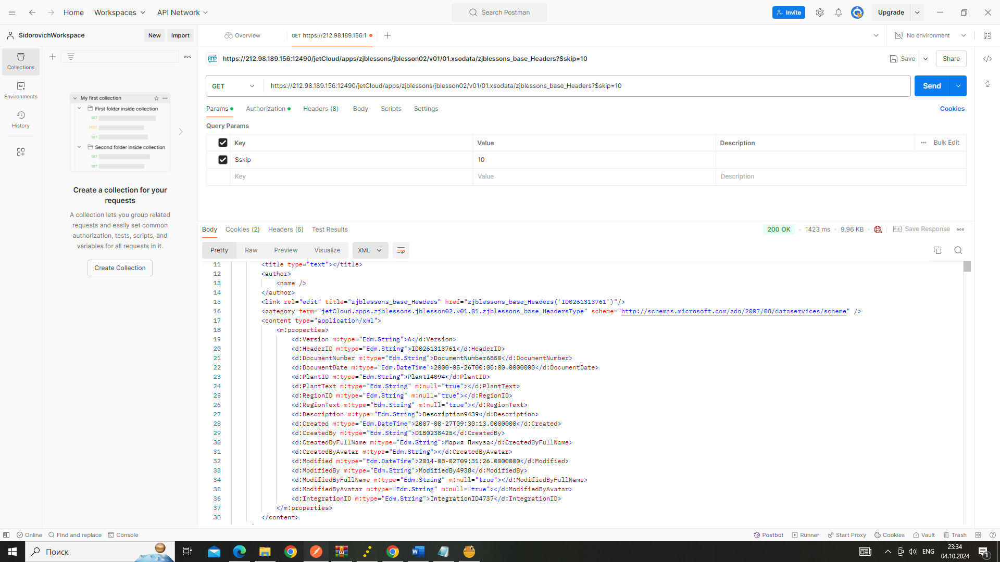 Home
Workspaces
API Network
Search Postman
Invite
Upgrade
SidorovichWorkspace
New
Import
Overview
GET https://212.98.189.156:1
No environment
Collections
Environments
History
My first collection
First folder inside collection
GET
POST
GET
Second folder inside collection
GET
GET
Create a collection for your
requests
A collection lets you group related
requests and easily set common
authorization, tests, scripts, and
variables for all requests in it.
Create Collection
HTTP
https://212.98.189.156:12490/jetCloud/apps/zjblessons/jblesson02/v01/01.xsodata/zjblessons_base_Headers?$skip=10
Save
Share
GET
https://212.98.189.156:12490/jetCloud/apps/zjblessons/jblesson02/v01/01.xsodata/zjblessons_base_Headers?$skip=10
Send
Params
Authorization
Headers (8)
Body
Scripts
Settings
Cookies
Query Params
Key
Value
Description
Bulk Edit
$skip
10
Key
Value
Description
Body
Cookies (2)
Headers (6)
Test Results
200 OK
1423 ms
9.96 KB
e.g.
Save Response
Pretty
Raw
Preview
Visualize
XML
11 <title type="text"></title>
12 <author>
13 <name />
14 </author>
15 <link rel="edit" title="zjblessons_base_Headers" href="zjblessons_base_Headers('ID0261313761')"/>
16 <category term="jetCloud.apps.zjblessons.jblesson02.v01.01.zjblessons_base_HeadersType" scheme="http://schemas.microsoft.com/ado/2007/08/dataservices/scheme" />
17 <content type="application/xml">
18 <m:properties>
19 <d:Version m:type="Edm.String">A</d:Version>
20 <d:HeaderID m:type="Edm.String">ID0261313761</d:HeaderID>
21 <d:DocumentNumber m:type="Edm.String">DocumentNumber6850</d:DocumentNumber>
22 <d:DocumentDate m:type="Edm.DateTime">2000-05-26T00:00:00.0000000</d:DocumentDate>
23 <d:PlantID m:type="Edm.String">PlantI4094</d:PlantID>
24 <d:PlantText m:type="Edm.String" m:null="true"></d:PlantText>
25 <d:RegionID m:type="Edm.String" m:null="true"></d:RegionID>
26 <d:RegionText m:type="Edm.String" m:null="true"></d:RegionText>
27 <d:Description m:type="Edm.String">Description9439</d:Description>
28 <d:Created m:type="Edm.DateTime">2007-08-27T09:30:13.0000000</d:Created>
29 <d:CreatedBy m:type="Edm.String">D1B0238425</d:CreatedBy>
30 <d:CreatedByFullName m:type="Edm.String">Мария Пикуза</d:CreatedByFullName>
31 <d:CreatedByAvatar m:type="Edm.String"></d:CreatedByAvatar>
32 <d:Modified m:type="Edm.DateTime">2014-08-02T09:31:26.0000000</d:Modified>
33 <d:ModifiedBy m:type="Edm.String">ModifiedBy4938</d:ModifiedBy>
34 <d:ModifiedByFullName m:type="Edm.String" m:null="true"></d:ModifiedByFullName>
35 <d:ModifiedByAvatar m:type="Edm.String" m:null="true"></d:ModifiedByAvatar>
36 <d:IntegrationID m:type="Edm.String">IntegrationID4737</d:IntegrationID>
37 </m:properties>
38 </content>
Online
Find and replace
Console
Postbot
Runner
Start Proxy
Cookies
Vault
Trash
Поиск
ENG
23:34
04.10.2024
1